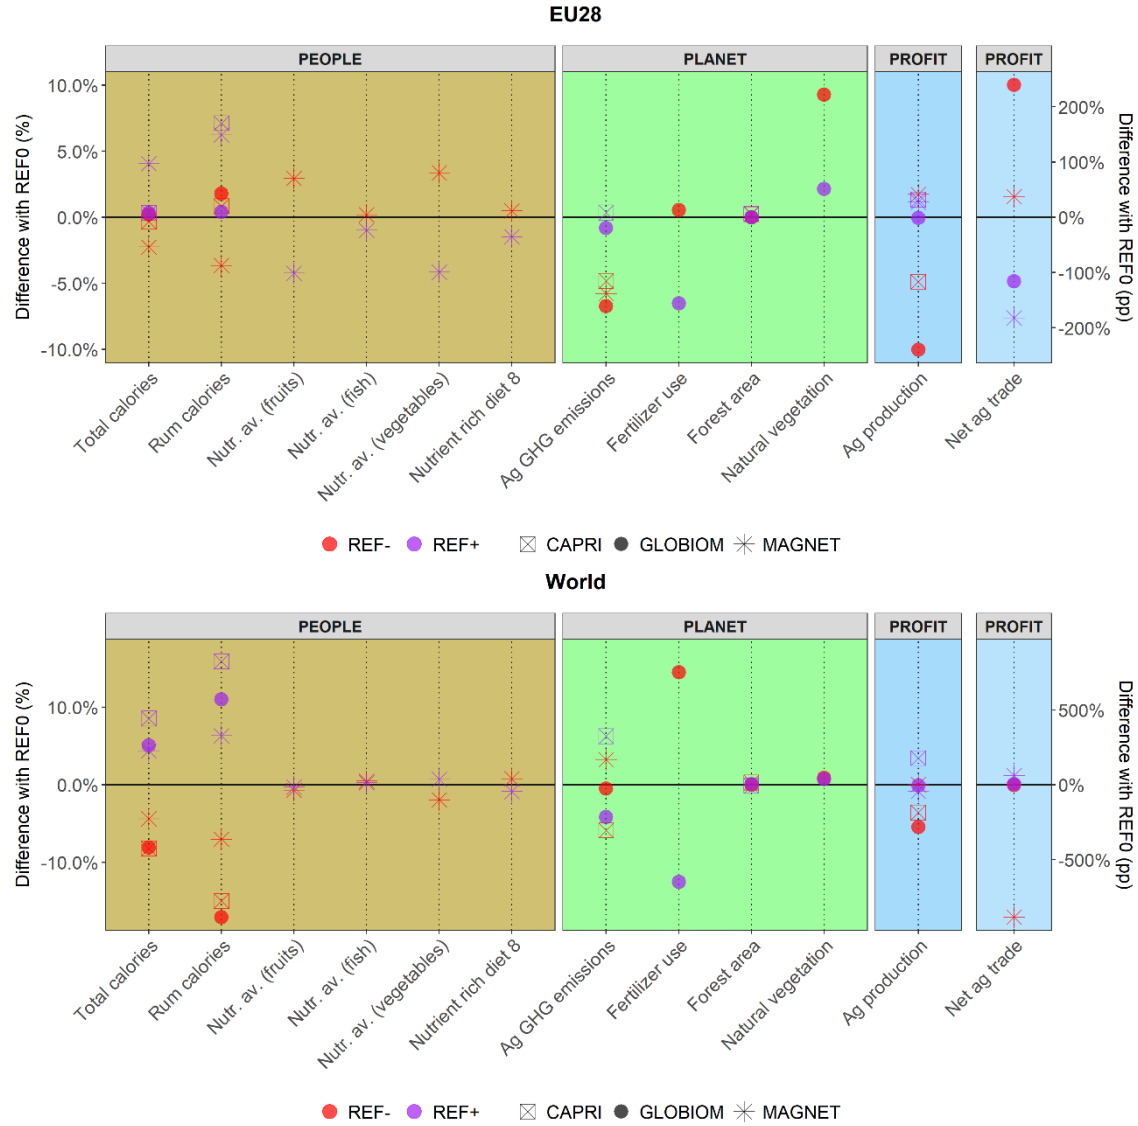 EU28
PEOPLE PLANET PROFIT PROFIT
Difference with REF0 (%)
10.0%
5.0%
0.0%
-5.0%
-10.0%
200%
100%
0%
-100%
-200%
Difference with REF0 (pp)
Total calories
Rum calories
Nutr. av. (fruits)
Nutr. av. (fish)
Nutr. av. (vegetables)
Nutrient rich diet 8
Ag GHG emissions
Fertilizer use
Forest area
Natural vegetation
Ag production
Net ag trade
REF- REF+ CAPRI GLOBIOM MAGNET
World
PEOPLE PLANET PROFIT PROFIT
Difference with REF0 (%)
10.0%
0.0%
-10.0%
500%
0%
-500%
Difference with REF0 (pp)
Total calories
Rum calories
Nutr. av. (fruits)
Nutr. av. (fish)
Nutr. av. (vegetables)
Nutrient rich diet 8
Ag GHG emissions
Fertilizer use
Forest area
Natural vegetation
Ag production
Net ag trade
REF- REF+ CAPRI GLOBIOM MAGNET